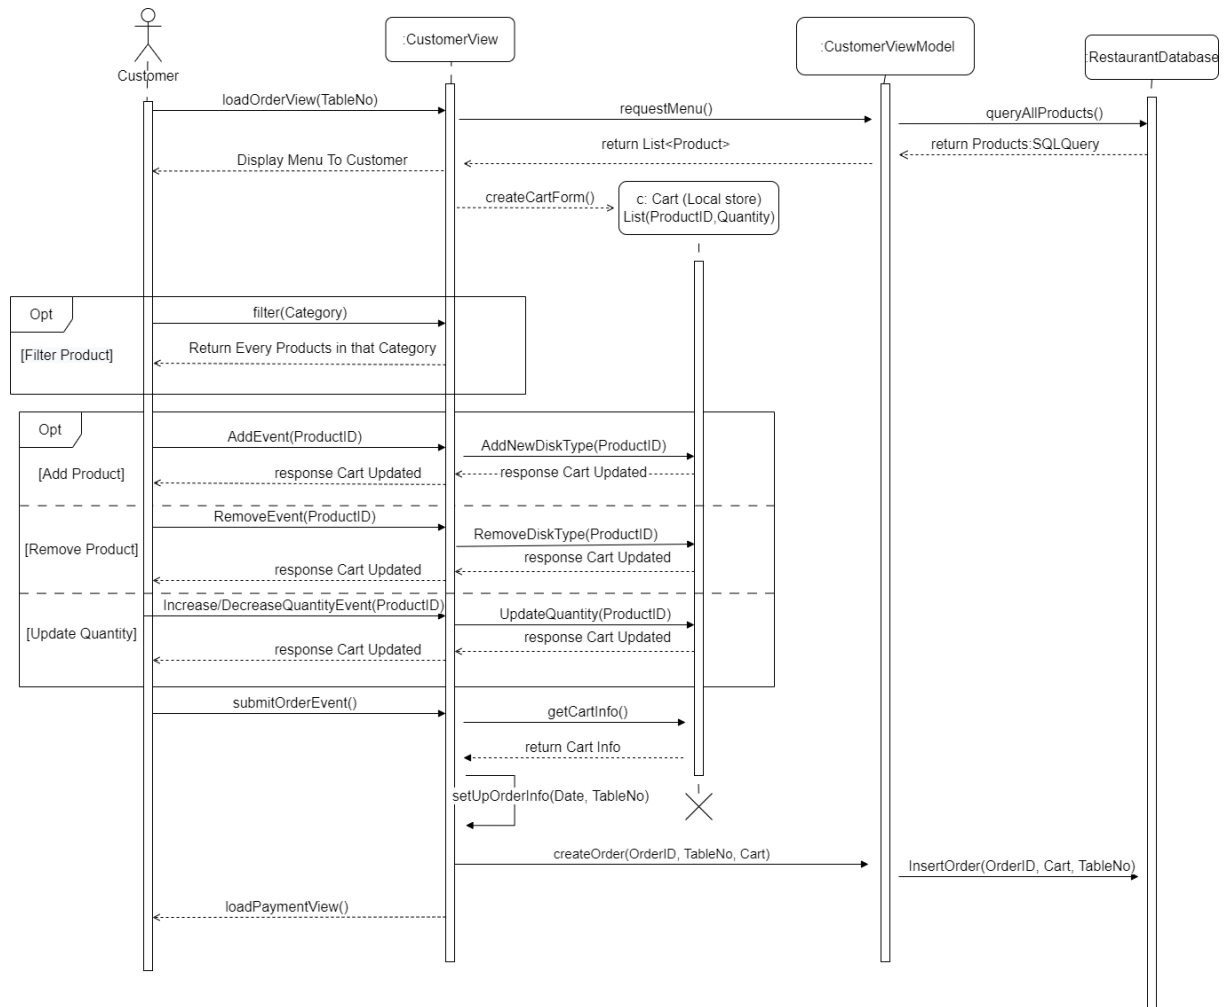 :CustomerView
:CustomerViewModel
:RestaurantDatabase
Customer
loadOrderView(TableNo)
requestMenu()
queryAllProducts()
return List<Product>
return Products:SQLQuery
Display Menu To Customer
createCartForm()
c: Cart (Local store)
List(ProductID,Quantity)
Opt
filter(Category)
[Filter Product]
Return Every Products in that Category
Opt
AddEvent(ProductID)
AddNewDiskType(ProductID)
[Add Product]
response Cart Updated
response Cart Updated
RemoveEvent(ProductID)
RemoveDiskType(ProductID)
[Remove Product]
response Cart Updated
response Cart Updated
Increase/DecreaseQuantityEvent(ProductID)
UpdateQuantity(ProductID)
[Update Quantity]
response Cart Updated
response Cart Updated
submitOrderEvent()
getCartInfo()
return Cart Info
setUpOrderInfo(Date, TableNo)
createOrder(OrderID, TableNo, Cart)
InsertOrder(OrderID, Cart, TableNo)
loadPaymentView()